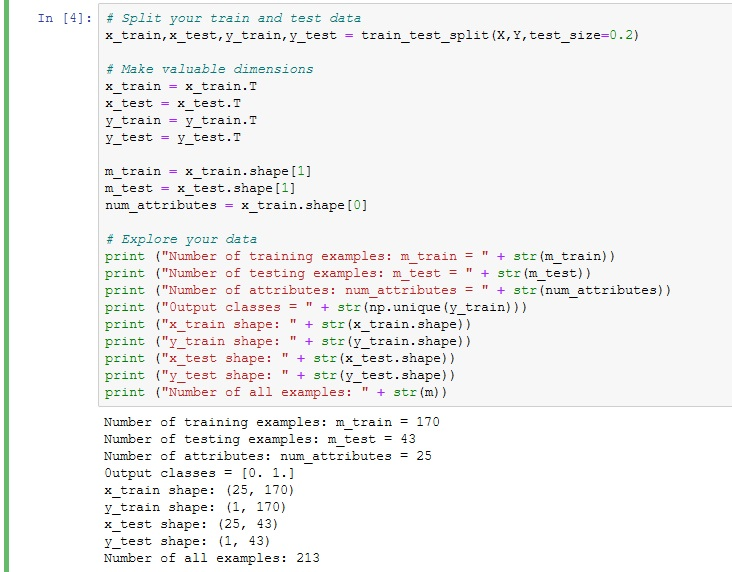 In [4]: # Split your train and test data
x_train,x_test,y_train,y_test = train_test_split(X,Y,test_size=0.2)
# Make valuable dimensions
x_train = x_train.T
x_test = x_test.T
y_train = y_train.T
y_test = y_test.T
m_train = x_train.shape[1]
m_test = x_test.shape[1]
num_attributes = x_train.shape[0]
# Explore your data
print ("Number of training examples: m_train = " + str(m_train))
print ("Number of testing examples: m_test = " + str(m_test))
print ("Number of attributes: num_attributes = " + str(num_attributes))
print ("Output classes = " + str(np.unique(y_train)))
print ("x_train shape: " + str(x_train.shape))
print ("y_train shape: " + str(y_train.shape))
print ("x_test shape: " + str(x_test.shape))
print ("y_test shape: " + str(y_test.shape))
print ("Number of all examples: " + str(m))
Number of training examples: m_train = 170
Number of testing examples: m_test = 43
Number of attributes: num_attributes = 25
Output classes = [0. 1.]
x_train shape: (25, 170)
y_train shape: (1, 170)
x_test shape: (25, 43)
y_test shape: (1, 43)
Number of all examples: 213